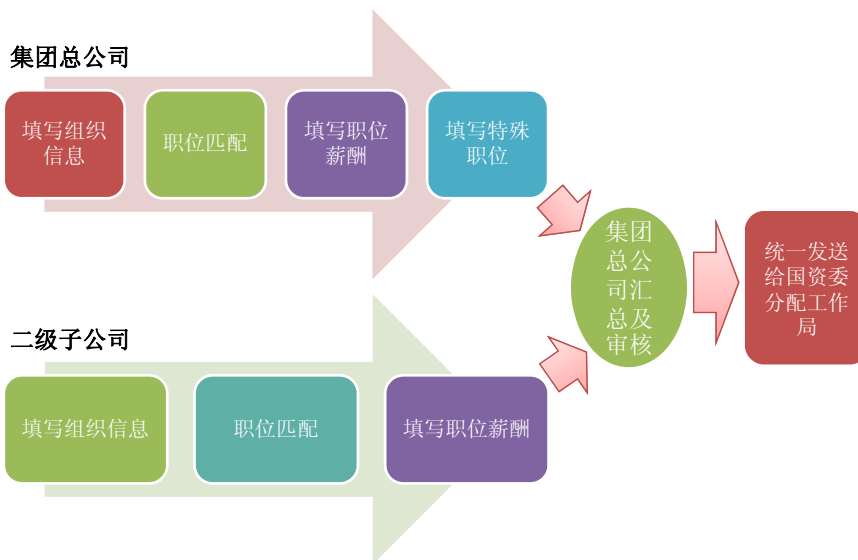 集团总公司
填写组织
信息
职位匹配
填写职位
薪酬
填写特殊
职位
二级子公司
填写组织信息
职位匹配
填写职位薪酬
集团
总公
司汇
总及
审核
统一发送
给国资委
分配工作
局